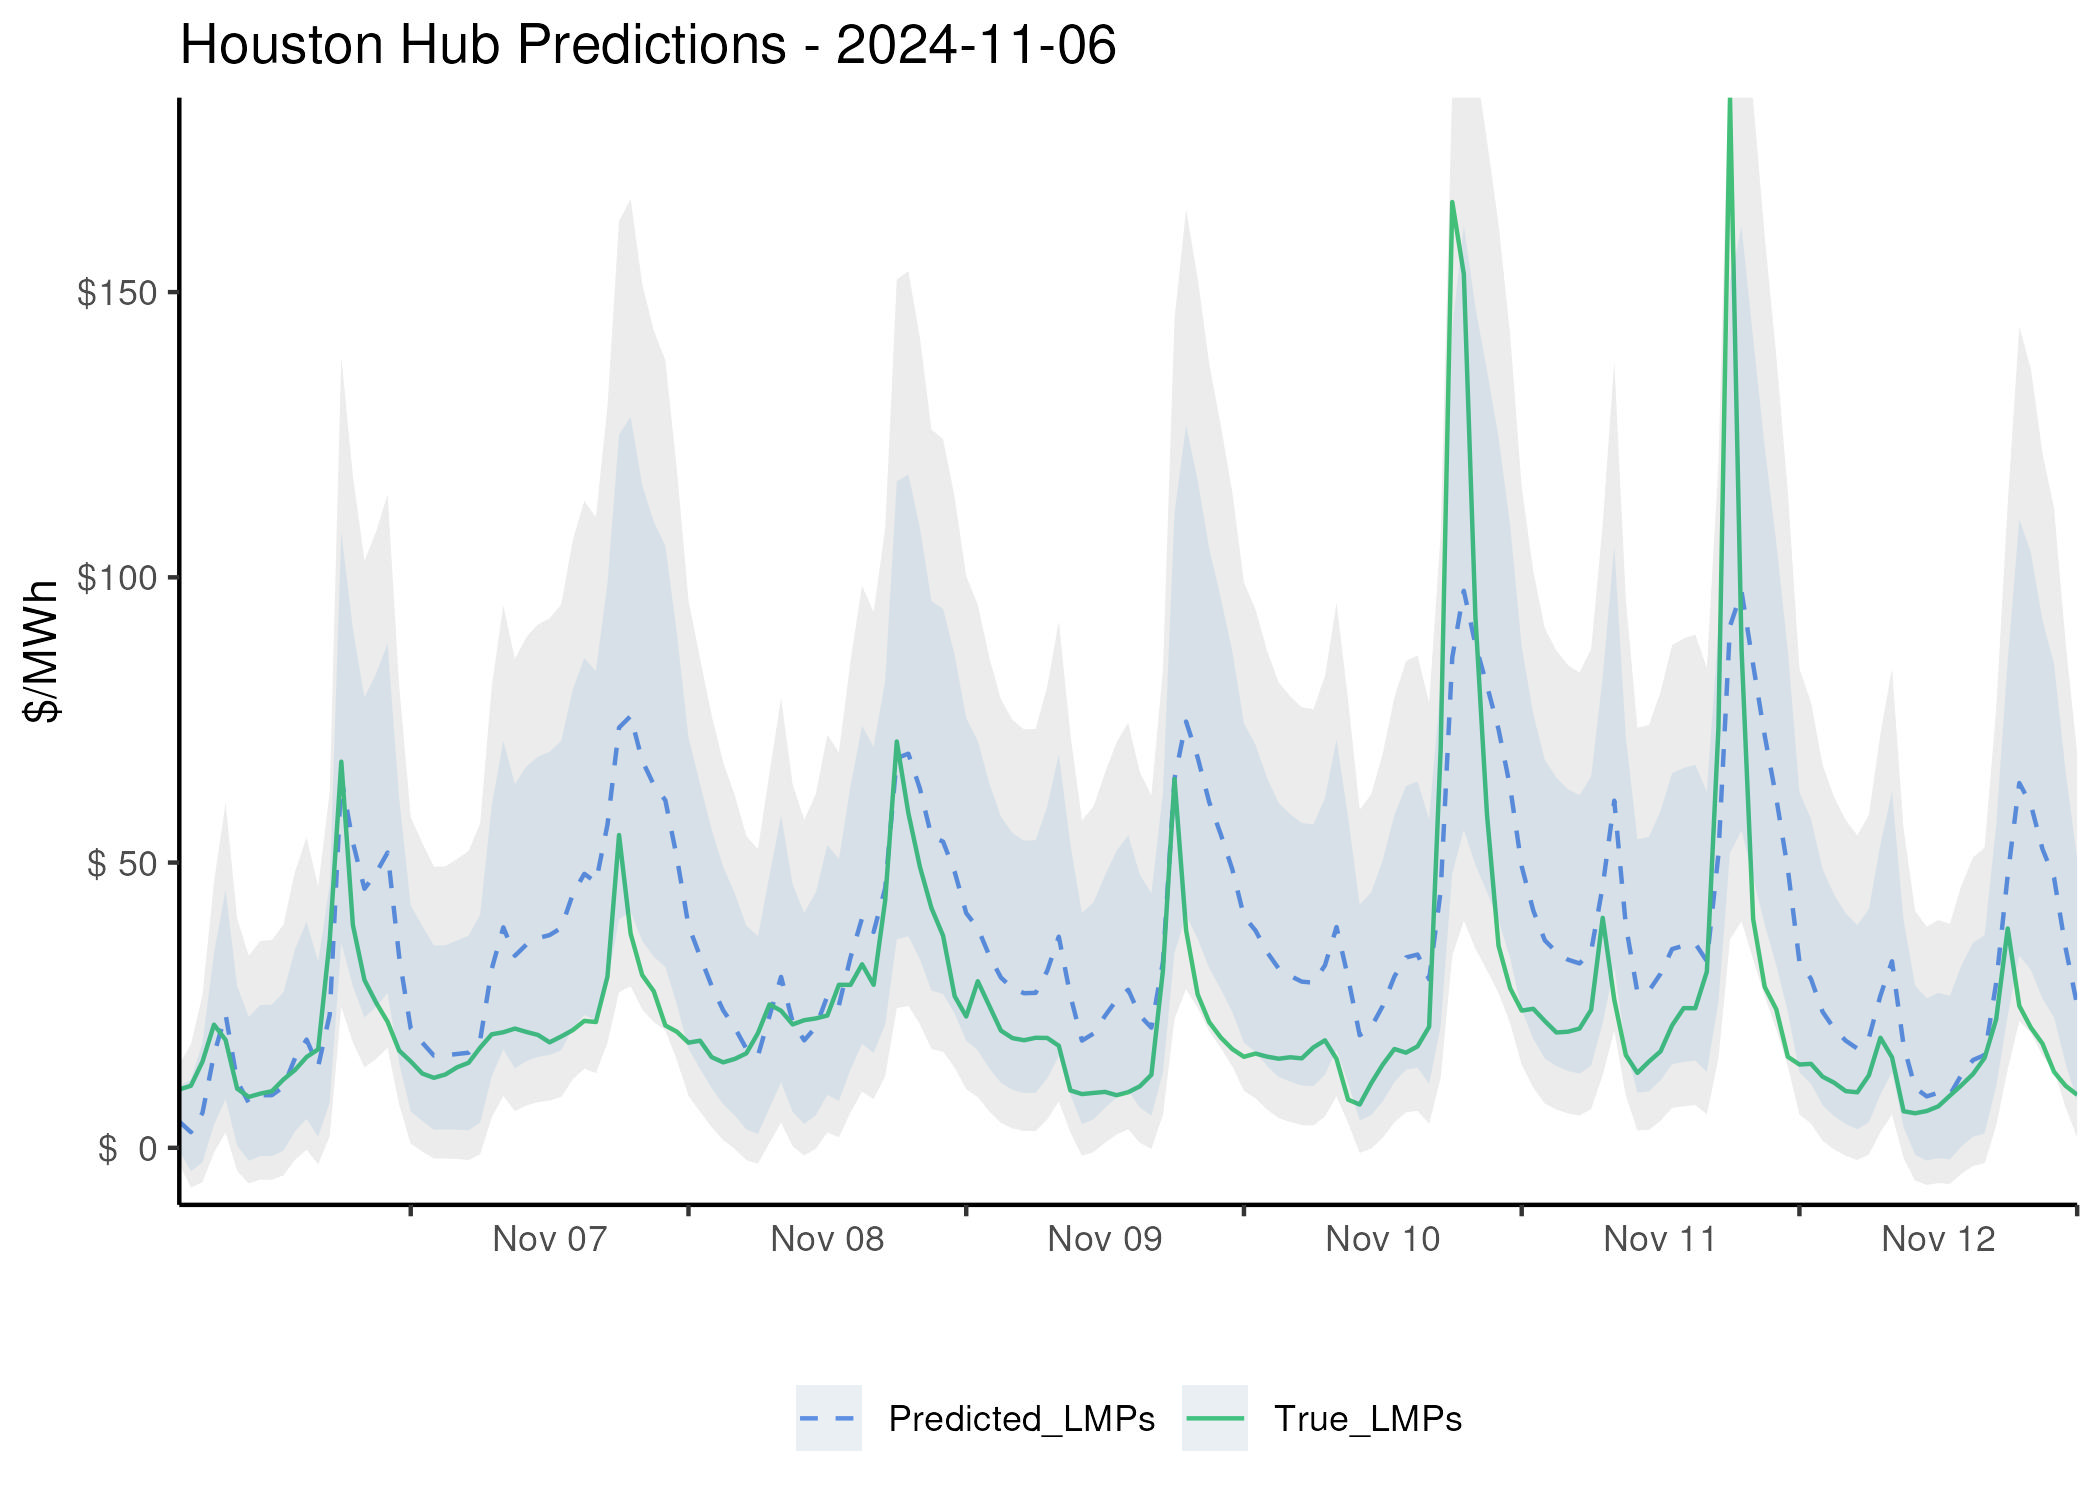 Houston Hub Predictions - 2024-11-06
$/MWh
$150
$100
$ 50
$  0
Nov 07
Nov 08
Nov 09
Nov 10
Nov 11
Nov 12
Predicted_LMPs
True_LMPs